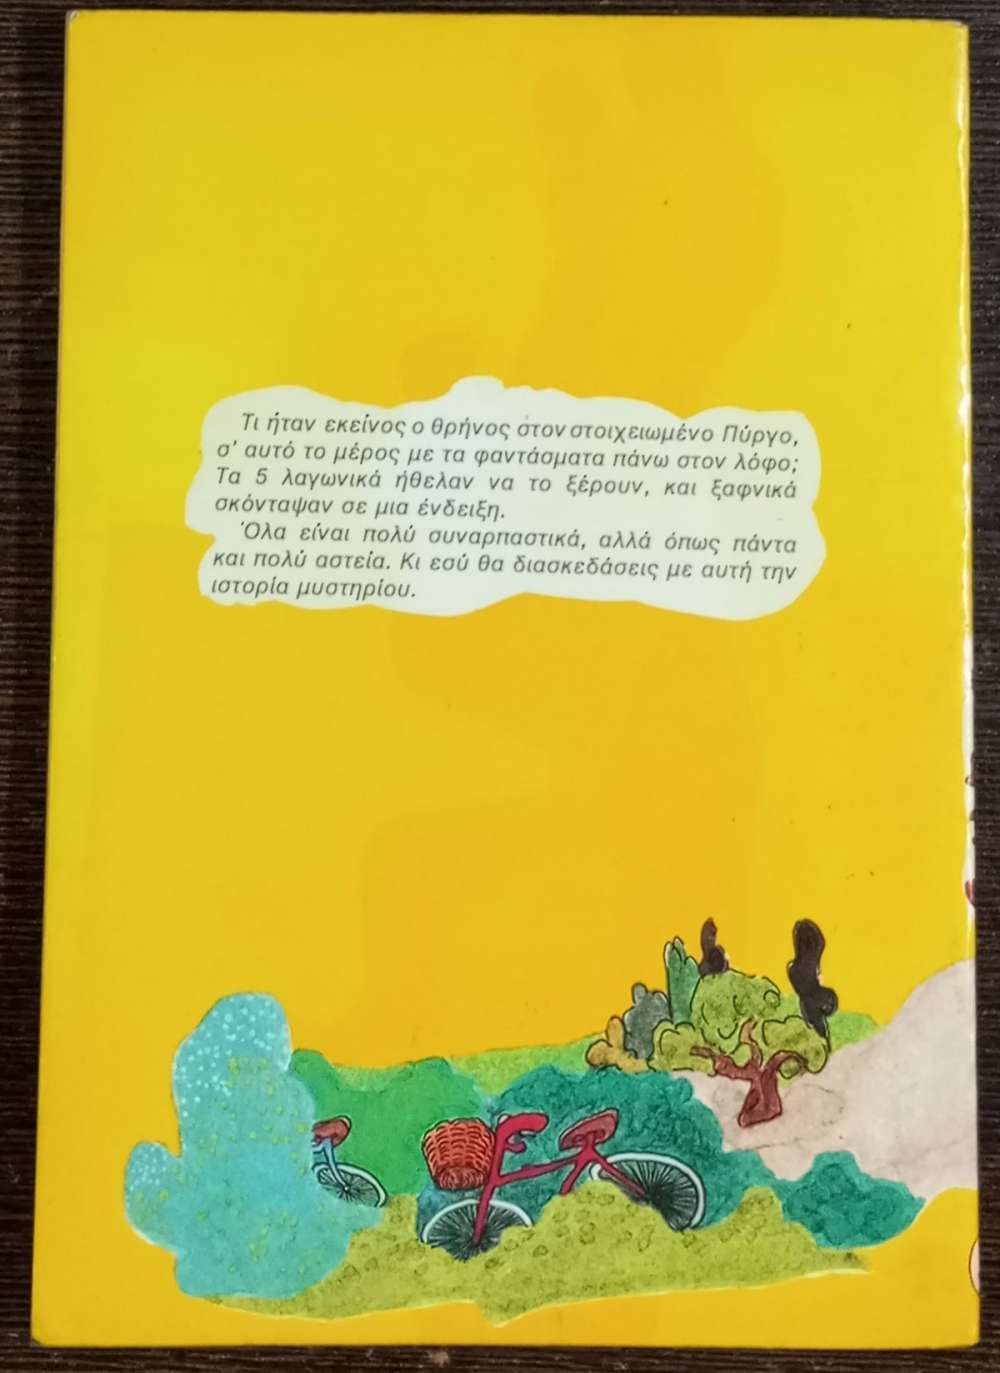 Τι ήταν εκείνος ο θρήνος στον στοιχειωμένο Πύργο,
σ' αυτό το μέρος με τα φαντάσματα πάνω στον λόφο;
Τα 5 λαγωνικά ήθελαν να το ξέρουν, και ξαφνικά
σκόνταψαν σε μια ένδειξη.
Όλα είναι πολύ συναρπαστικά, αλλά όπως πάντα
και πολύ αστεία. Κι εσύ θα διασκεδάσεις με αυτή την
ιστορία μυστηρίου.